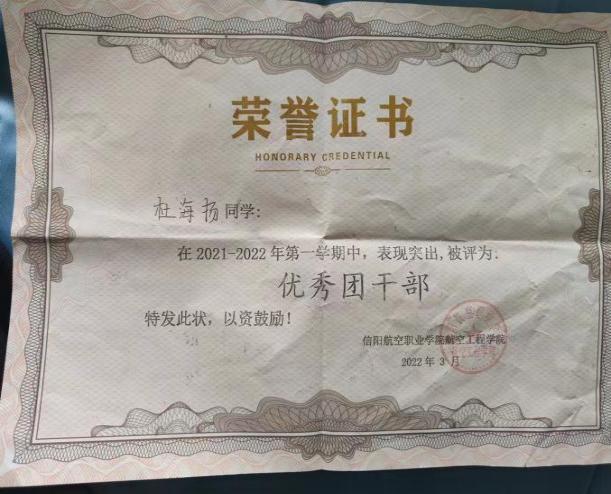 荣誉证书
HONORARY CREDENTIAL
杜海扬同学:
在2021-2022年第一学期中，表现突出,被评为:
优秀团干部
特发此状，以资鼓励！
信阳航空职业学院航空工程学院
2022年3月